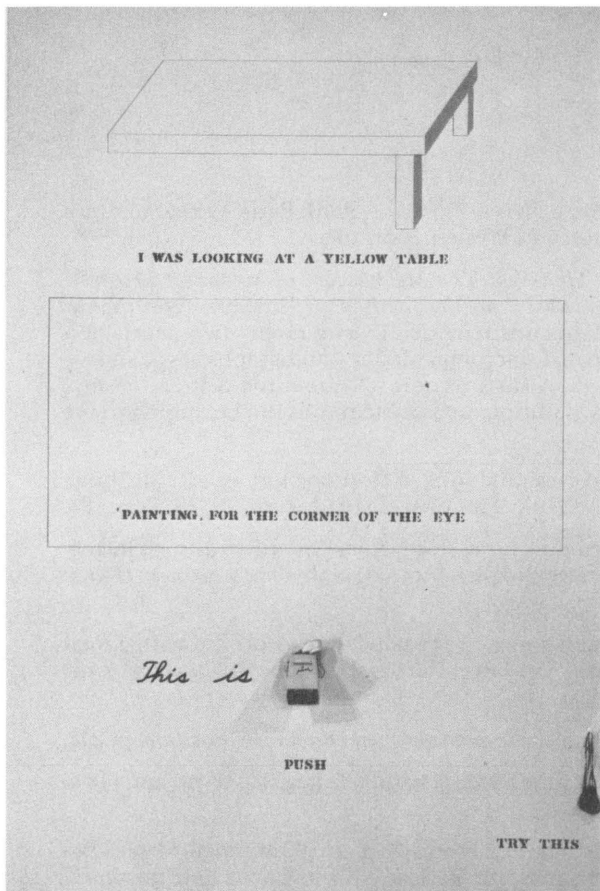 I WAS LOOKING AT A YELLOW TABLE
'PAINTING, FOR THE CORNER OF THE EYE
This is
PUSH
TRY THIS